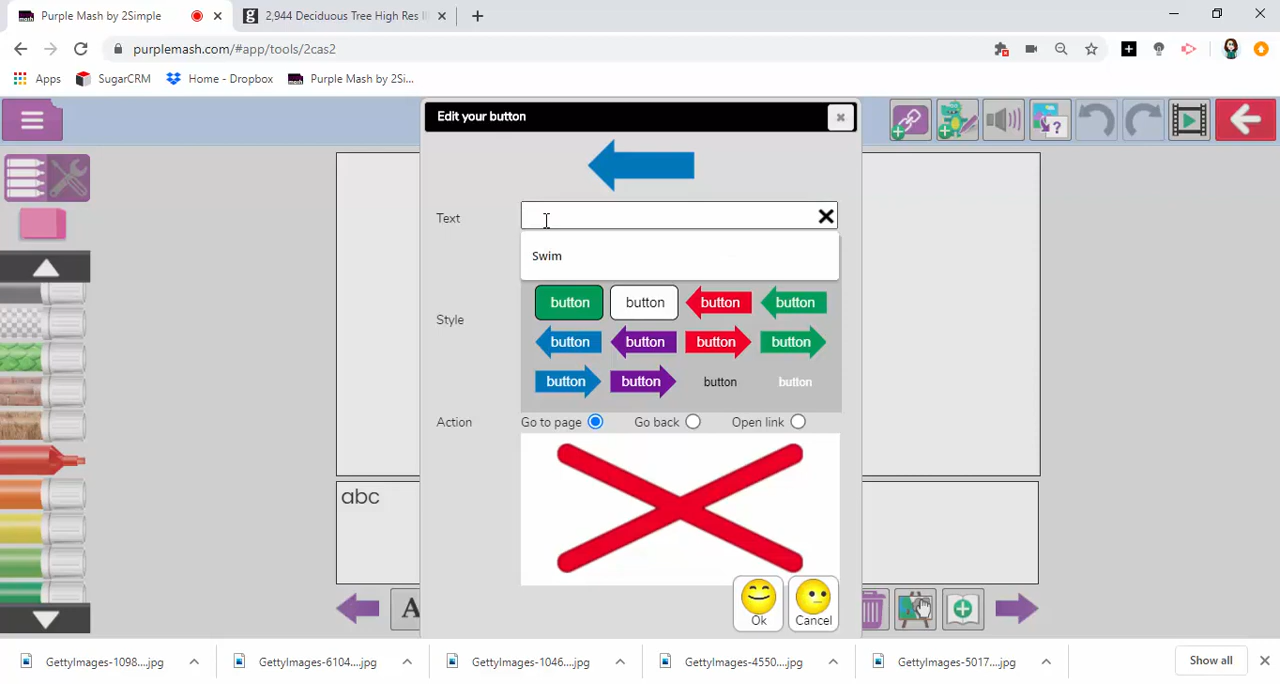 Purple Mash by 2Simple
2,944 Deciduous Tree High Res Il
purplemash.com/#app/tools/2cas2
Apps
SugarCRM
Home - Dropbox
Purple Mash by 2Si...
Edit your button
Text
Swim
Style
button
button
button
button
button
button
button
button
button
button
button
button
Action
Go to page
Go back
Open link
abc
A
Ok
Cancel
GettyImages-1098....jpg
GettyImages-6104....jpg
GettyImages-1046....jpg
GettyImages-4550....jpg
GettyImages-5017....jpg
Show all